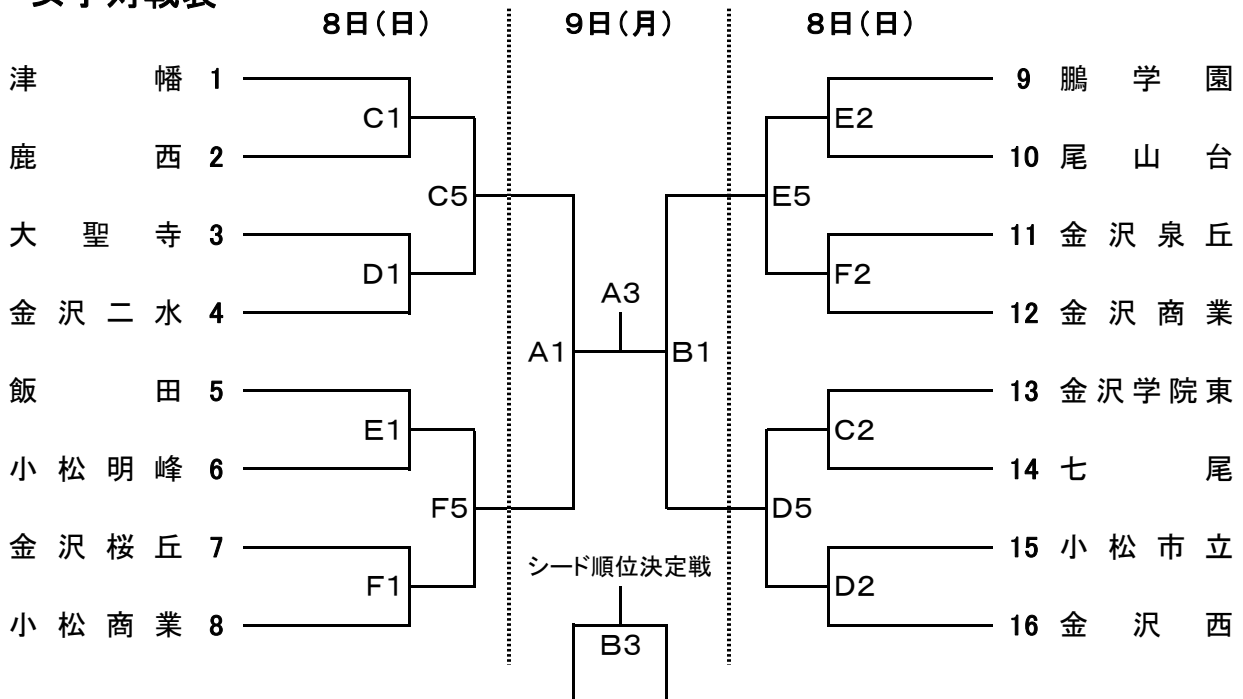 8日(日) 9日(月) 8日(日)
津幡 1
C1
鹿西 2
C5
大聖寺 3
D1
金沢二水 4
A1
飯田 5
E1
小松明峰 6
F5
金沢桜丘 7
F1
小松商業 8
A3
B1
シード順位決定戦
B3
9 鵬学園
E2
10 尾山台
E5
11 金沢泉丘
F2
12 金沢商業
13 金沢学院東
C2
14 七尾
D5
15 小松市立
D2
16 金沢西